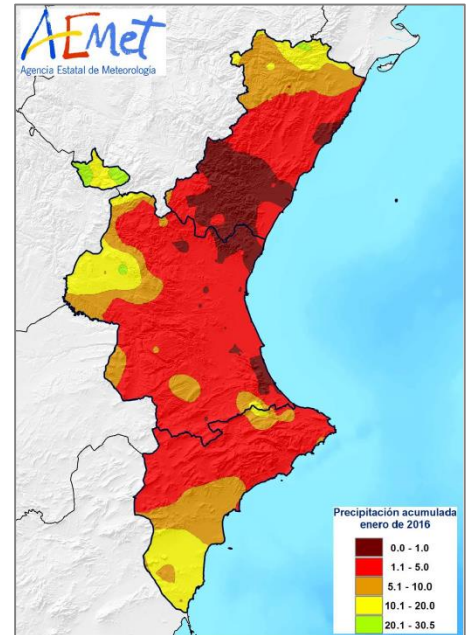 AEMet
Agencia Estatal de Meteorología
Precipitación acumulada
enero de 2016
0.0 - 1.0
1.1 - 5.0
5.1 - 10.0
10.1 - 20.0
20.1 - 30.5